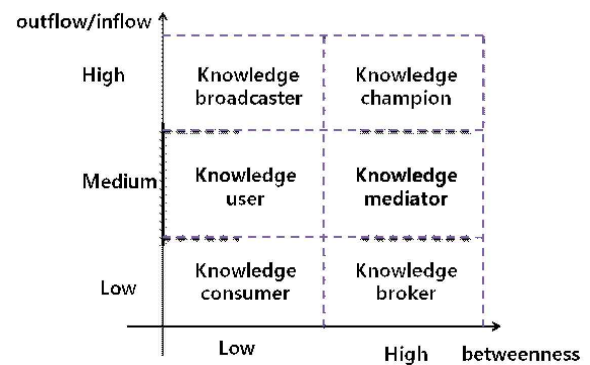 outflow/inflow
High
Knowledge
broadcaster
Knowledge
champion
Medium
Knowledge
user
Knowledge
mediator
Low
Knowledge
consumer
Knowledge
broker
Low
High
betweenness